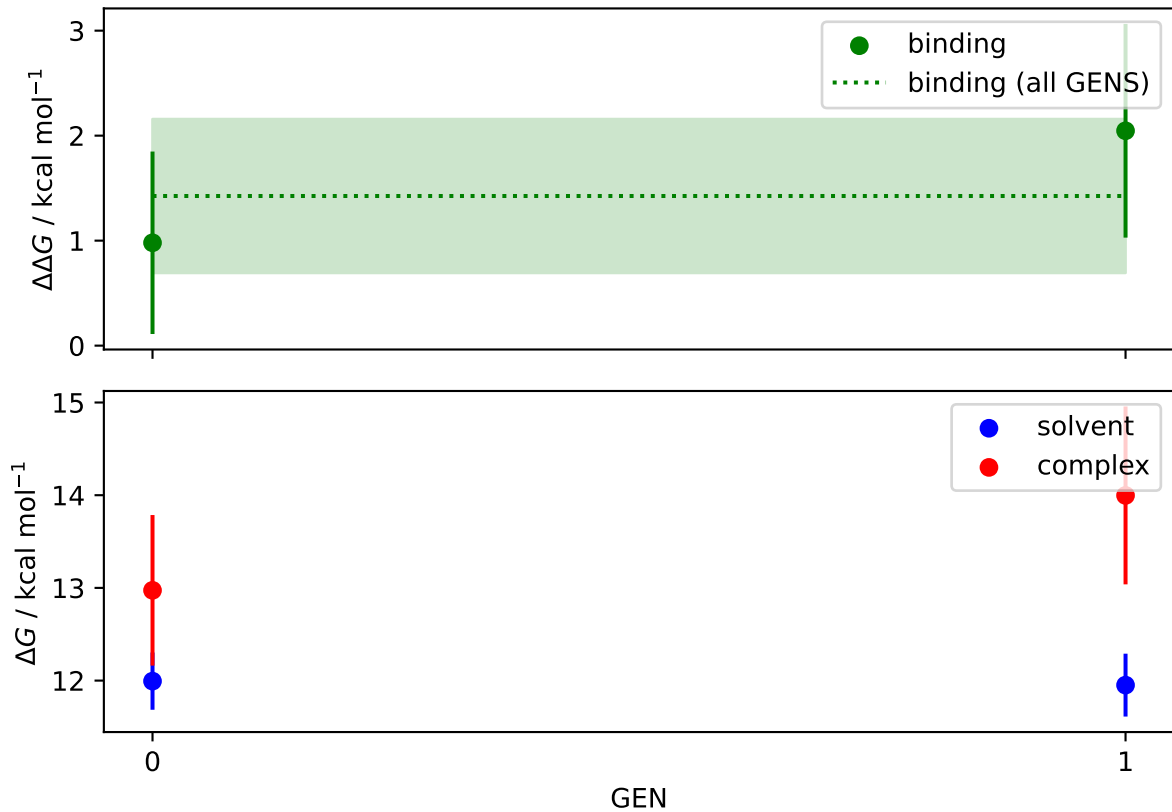 3
2
1
0
ΔΔG / kcal mol⁻¹
binding
binding (all GENS)
15
14
13
12
ΔG / kcal mol⁻¹
solvent
complex
0
1
GEN